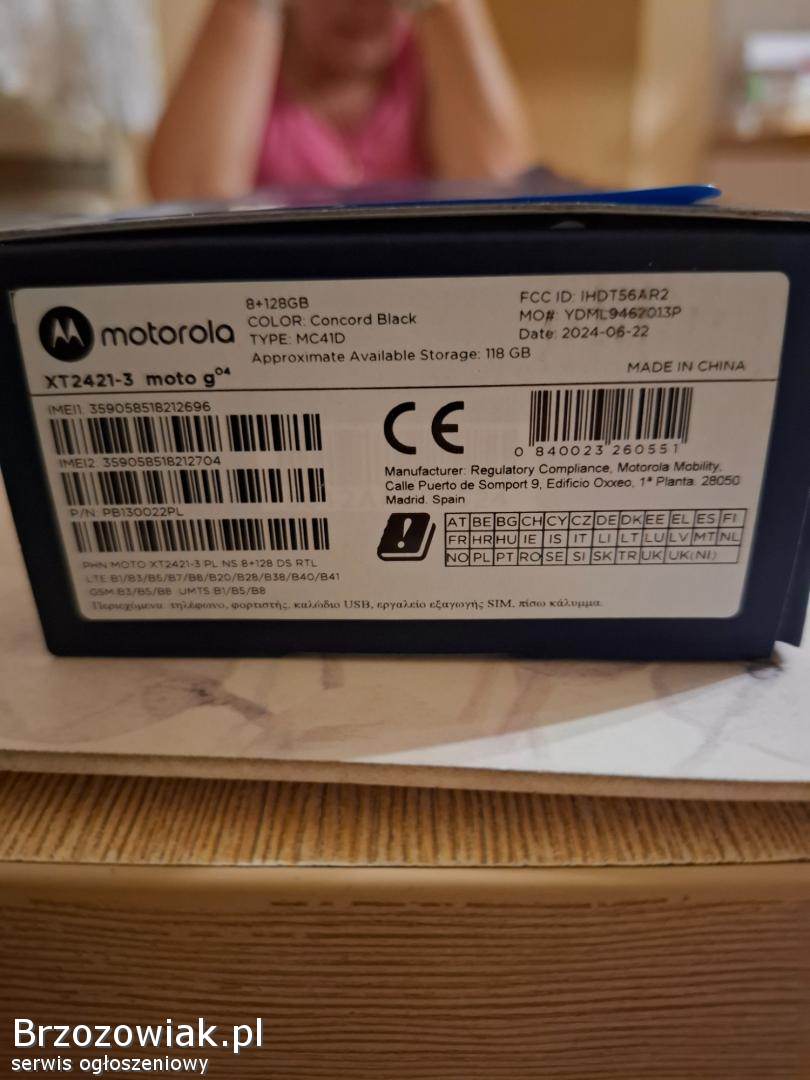 motorola
8+128GB
COLOR: Concord Black
TYPE: MC41D
Approximate Available Storage: 118 GB
FCC ID: IHDT56AR2
MO#: YDML9467013P
Date: 2024-06-22
MADE IN CHINA
XT2421-3 moto g04
IMEI1: 359058518212696
IMEI2: 359058518212704
P/N: PB130022PL
PHN MOTO XT2421-3 PL NS 8+128 DS RTL
LTE B1/B3/B5/B7/B8/B20/B28/B38/B40/B41
GSM B3/B5/B8 UMTS B1/B5/B8
CE
0 840023 260551
Manufacturer: Regulatory Compliance, Motorola Mobility,
Calle Puerto de Somport 9, Edificio Oxxeo, 1ª Planta. 28050
Madrid. Spain
AT BE BG CH CY CZ DE DK EE EL ES FI
FR HR HU IE IS IT LI LT LU LV MT NL
NO PL PT RO SE SI SK TR UK UK(NI)
Περιεχόμενα: τηλέφωνο, φορτιστής, καλώδιο USB, εργαλείο εξαγωγής SIM, πίσω κάλυμμα.
Brzozowiak.pl
serwis ogłoszeniowy